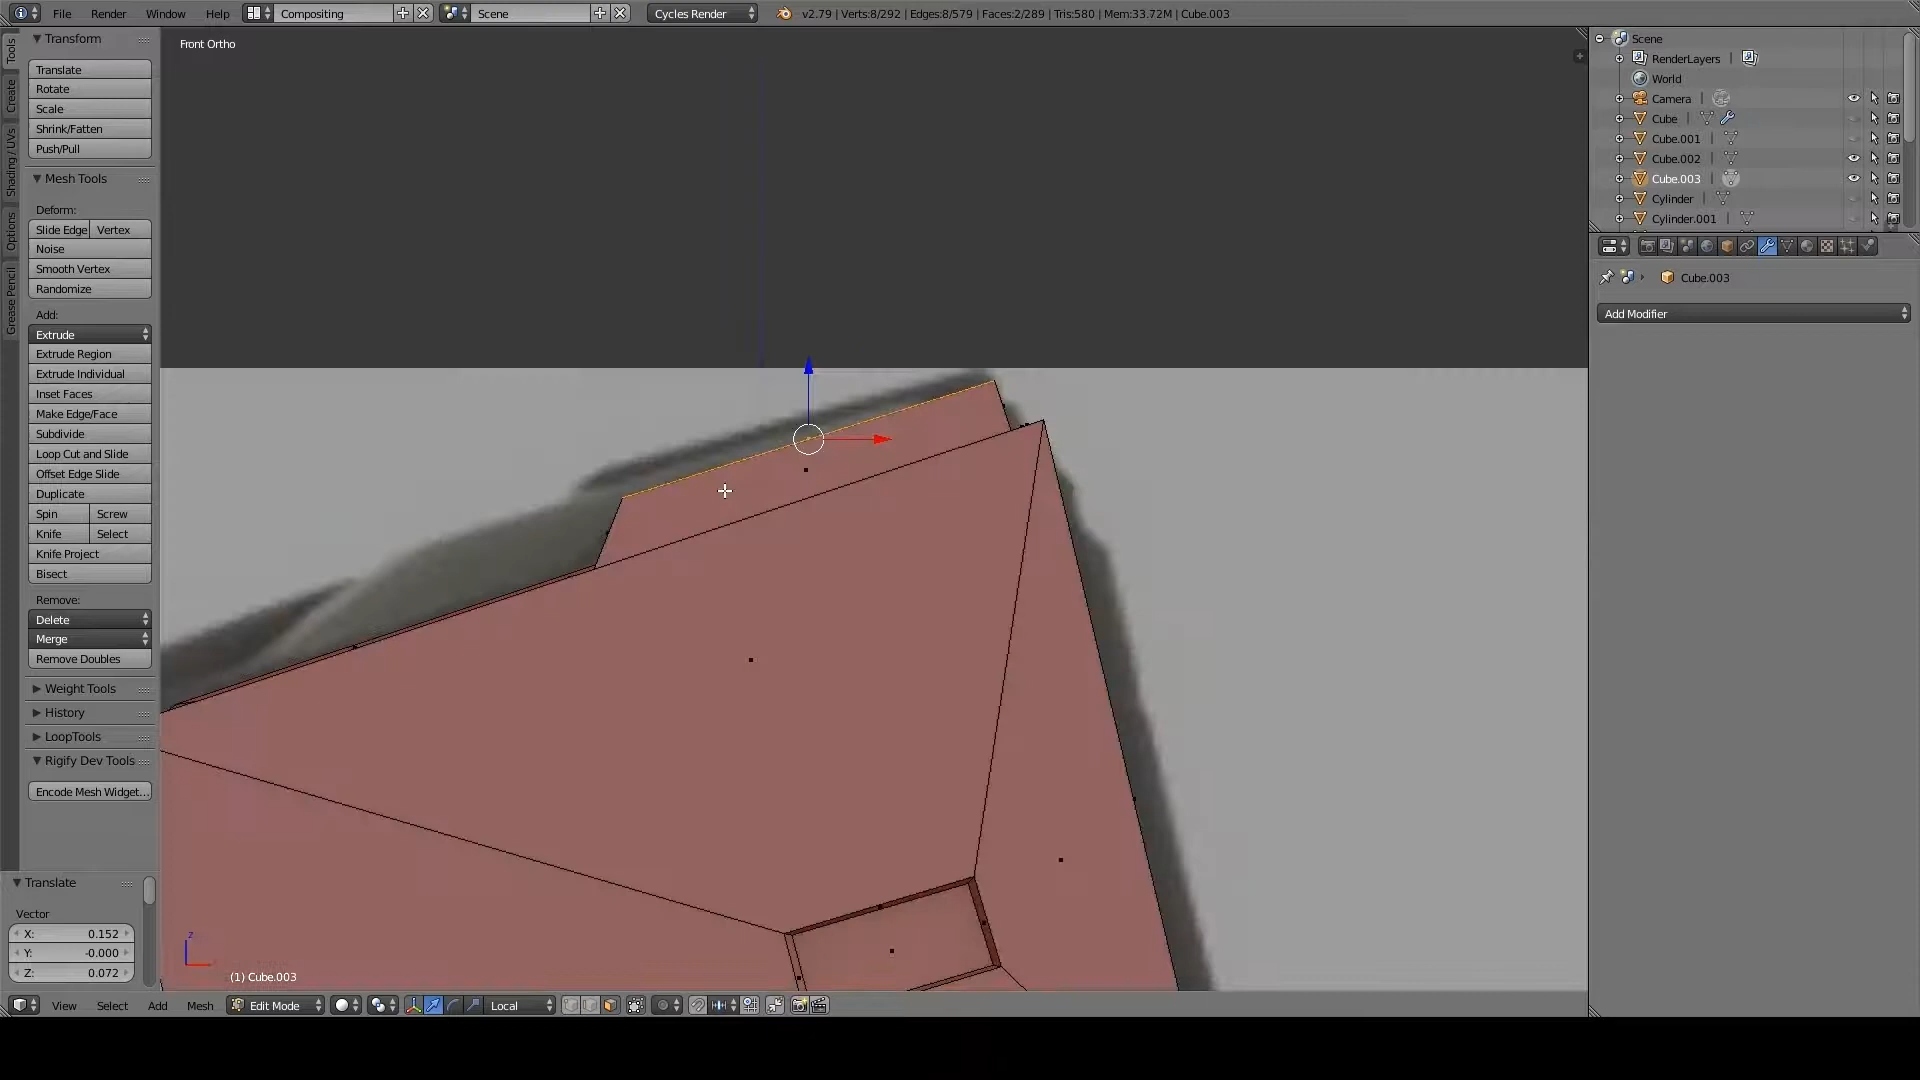 File Render Window Help Compositing Scene Cycles Render v2.79 | Verts:8/292 | Edges:8/579 | Faces:2/289 | Tris:580 | Mem:33.72M | Cube.003
Tools
Create
Shading / UVs
Options
Grease Pencil
Transform
Translate
Rotate
Scale
Shrink/Fatten
Push/Pull
Mesh Tools
Deform:
Slide Edge Vertex
Noise
Smooth Vertex
Randomize
Add:
Extrude
Extrude Region
Extrude Individual
Inset Faces
Make Edge/Face
Subdivide
Loop Cut and Slide
Offset Edge Slide
Duplicate
Spin Screw
Knife Select
Knife Project
Bisect
Remove:
Delete
Merge
Remove Doubles
Weight Tools
History
LoopTools
Rigify Dev Tools
Encode Mesh Widget...
Translate
Vector
X: 0.152
Y: -0.000
Z: 0.072
Front Ortho
z
(1) Cube.003
View Select Add Mesh Edit Mode Local
Scene
RenderLayers |
World
Camera |
Cube |
Cube.001 |
Cube.002 |
Cube.003 |
Cylinder |
Cylinder.001 |
Cube.003
Add Modifier